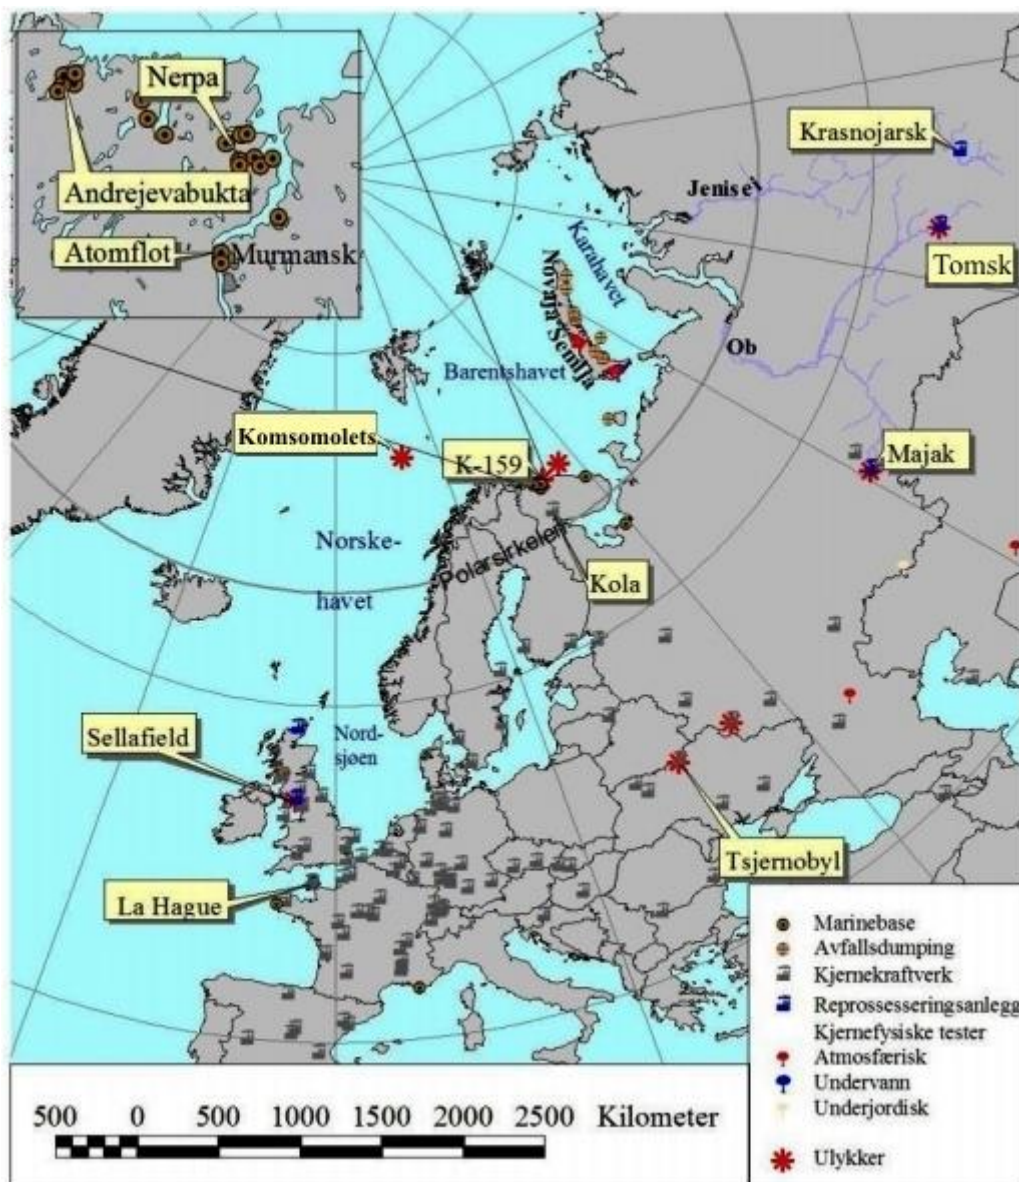 Nerpa
Andrejevabukta
Atomflot
Murmansk
Krasnojarsk
Jenisei
Tomsk
Karahavet
Novaja Semlja
Ob
Barentshavet
Komsomolets
K-159
Majak
Norske-
havet
Polarsirkelen
Kola
Nord-
sjøen
Sellafield
Tsjernobyl
La Hague
Marinebase
Avfallsdumping
Kjernekraftverk
Reprossesseringsanlegg
Kjernefysiske tester
Atmosfærisk
Undervann
Underjordisk
Ulykker
500 0 500 1000 1500 2000 2500 Kilometer